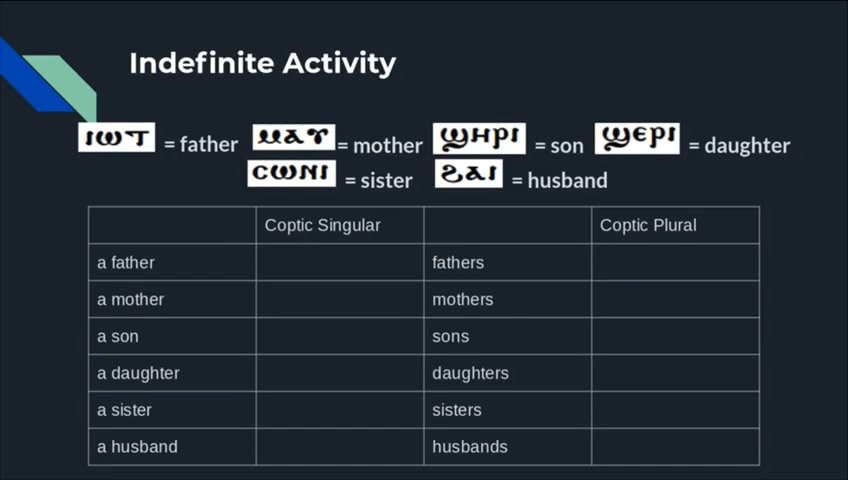 Indefinite Activity
ⲓⲱⲧ = father ⲙⲁⲩ = mother ϣⲏⲣⲓ = son ϣⲉⲣⲓ = daughter
ⲥⲱⲛⲓ = sister ϩⲁⲓ = husband
Coptic Singular Coptic Plural
a father fathers
a mother mothers
a son sons
a daughter daughters
a sister sisters
a husband husbands